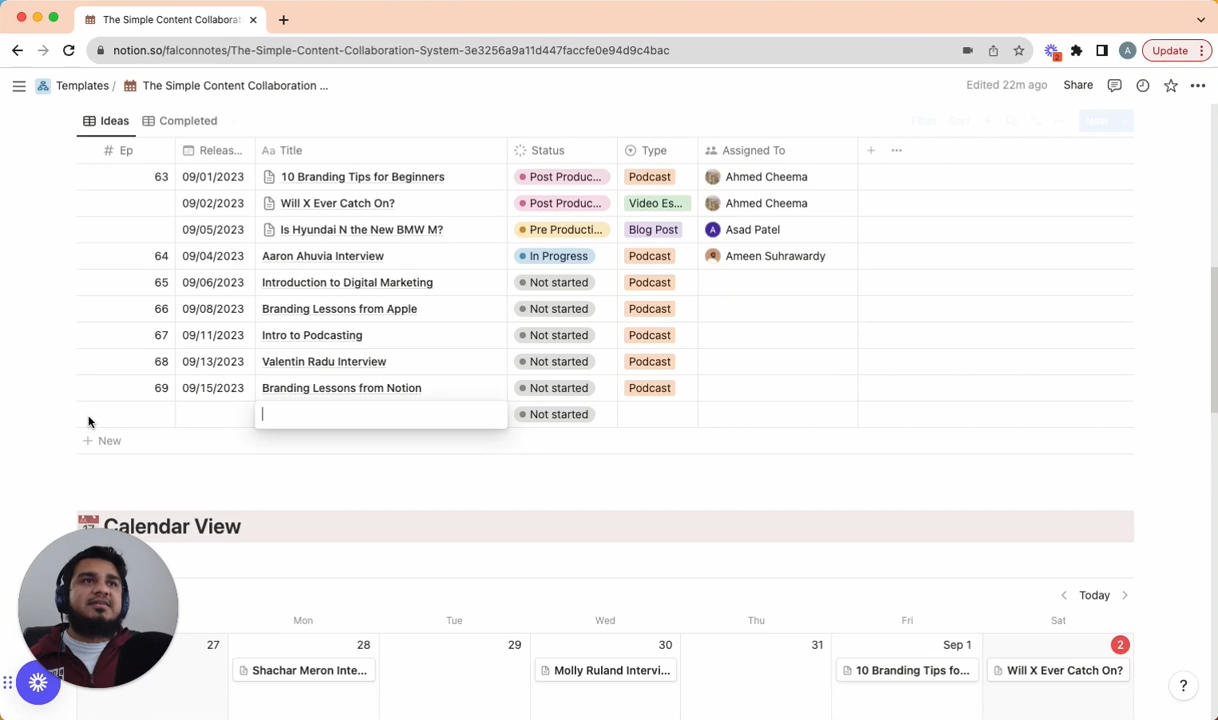 The Simple Content Collaborat
notion.so/falconnotes/The-Simple-Content-Collaboration-System-3e3256a9a11d447faccfe0e94d9c4bac
2
A
Update
Templates / The Simple Content Collaboration ...
Edited 22m ago
Share
Ideas
Completed
Filter
Sort
New
# Ep
Releas...
Aa Title
Status
Type
Assigned To
63 09/01/2023 10 Branding Tips for Beginners Post Produc... Podcast Ahmed Cheema
09/02/2023 Will X Ever Catch On? Post Produc... Video Es... Ahmed Cheema
09/05/2023 Is Hyundai N the New BMW M? Pre Producti... Blog Post A Asad Patel
64 09/04/2023 Aaron Ahuvia Interview In Progress Podcast Ameen Suhrawardy
65 09/06/2023 Introduction to Digital Marketing Not started Podcast
66 09/08/2023 Branding Lessons from Apple Not started Podcast
67 09/11/2023 Intro to Podcasting Not started Podcast
68 09/13/2023 Valentin Radu Interview Not started Podcast
69 09/15/2023 Branding Lessons from Notion Not started Podcast
Not started
+ New
17 Calendar View
Today
Mon Tue Wed Thu Fri Sat
27 28 29 30 31 Sep 1 2
Shachar Meron Inte...
Molly Ruland Intervi...
10 Branding Tips fo...
Will X Ever Catch On?
?